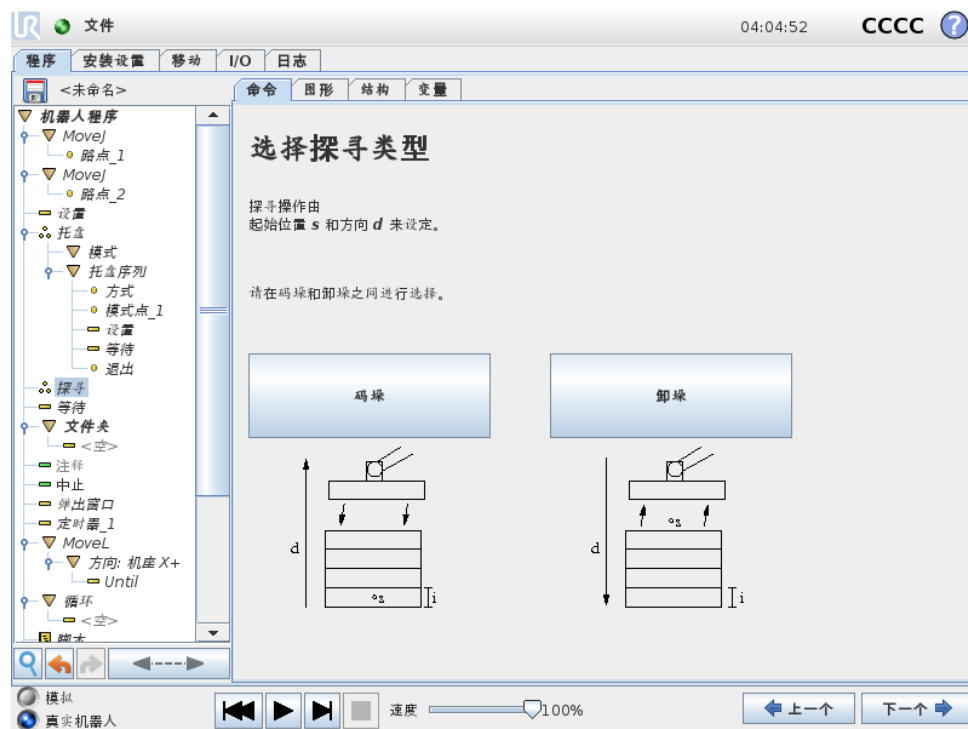 UR 文件 04:04:52 CCCC ?
程序 安装设置 移动 I/O 日志
<未命名>
命令 图形 结构 变量
机器人程序
MoveJ
路点_1
MoveJ
路点_2
设置
托盘
模式
托盘序列
方式
模式点_1
设置
等待
退出
探寻
等待
文件夹
<空>
注释
中止
弹出窗口
定时器_1
MoveL
方向: 机座 X+
Until
循环
<空>
脚本
选择探寻类型
探寻操作由
起始位置 s 和方向 d 来设定。
请在码垛和卸垛之间进行选择。
码垛 卸垛
d s i
d s i
模拟
真实机器人
速度 100%
上一个 下一个